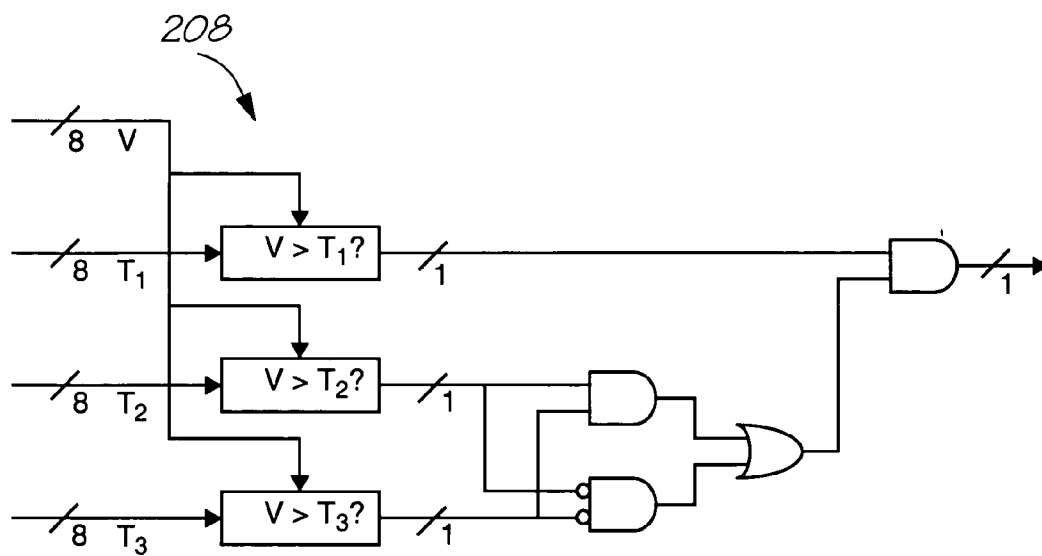 208
8 V
8 T₁
V > T₁?
1
1
8 T₂
V > T₂?
1
8 T₃
V > T₃?
1